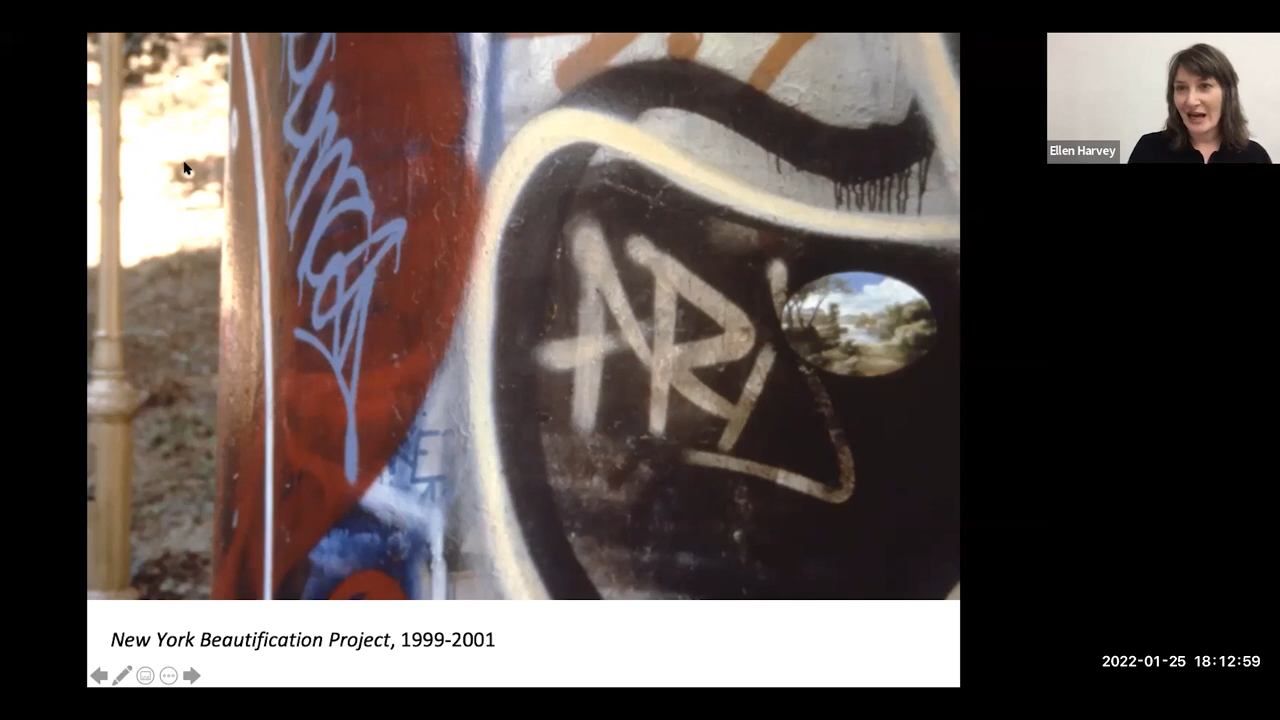 Ellen Harvey
New York Beautification Project, 1999-2001
2022-01-25 18:12:59